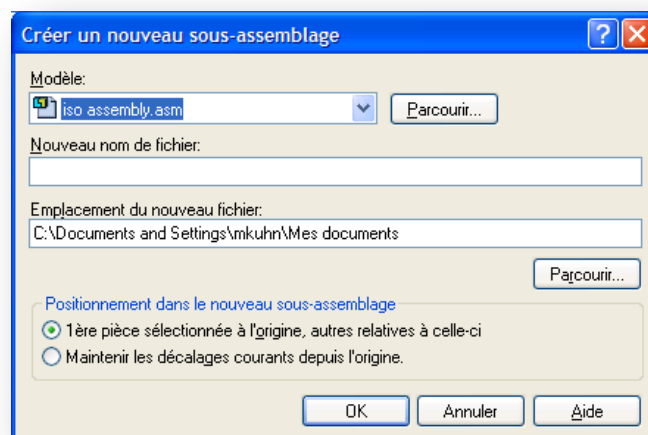 Créer un nouveau sous-assemblage
Modèle:
iso assembly.asm
Parcourir...
Nouveau nom de fichier:
Emplacement du nouveau fichier:
C:\Documents and Settings\mkuhn\Mes documents
Parcourir...
Positionnement dans le nouveau sous-assemblage
1ère pièce sélectionnée à l'origine, autres relatives à celle-ci
Maintenir les décalages courants depuis l'origine.
OK Annuler Aide